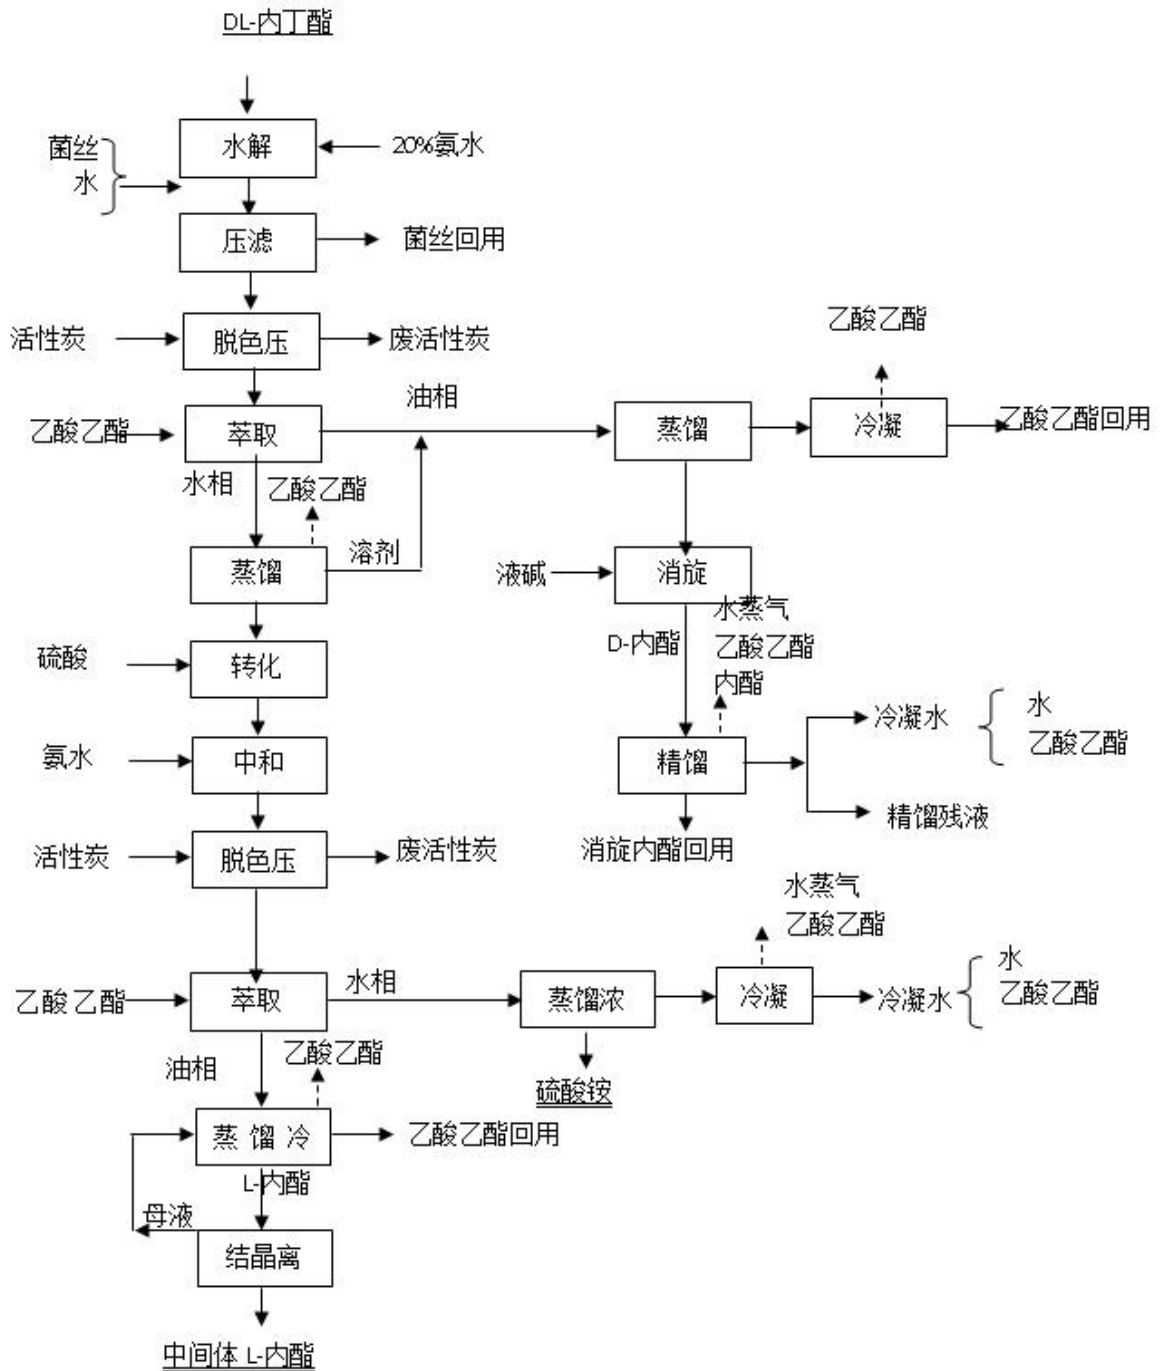 DL-内丁酯
水解
20%氨水
菌丝
水
压滤
菌丝回用
活性炭
脱色压
废活性炭
乙酸乙酯
油相
乙酸乙酯
萃取
蒸馏
冷凝
乙酸乙酯回用
水相
乙酸乙酯
蒸馏
溶剂
液碱
消旋
水蒸气
D-内酯
乙酸乙酯
内酯
硫酸
转化
冷凝水
水
乙酸乙酯
氨水
中和
精馏
精馏残液
活性炭
脱色压
废活性炭
消旋内酯回用
水蒸气
乙酸乙酯
乙酸乙酯
萃取
水相
蒸馏浓
冷凝
冷凝水
水
乙酸乙酯
油相
乙酸乙酯
硫酸铵
蒸 馏 冷
乙酸乙酯回用
L-内酯
母液
结晶离
中间体 L-内酯